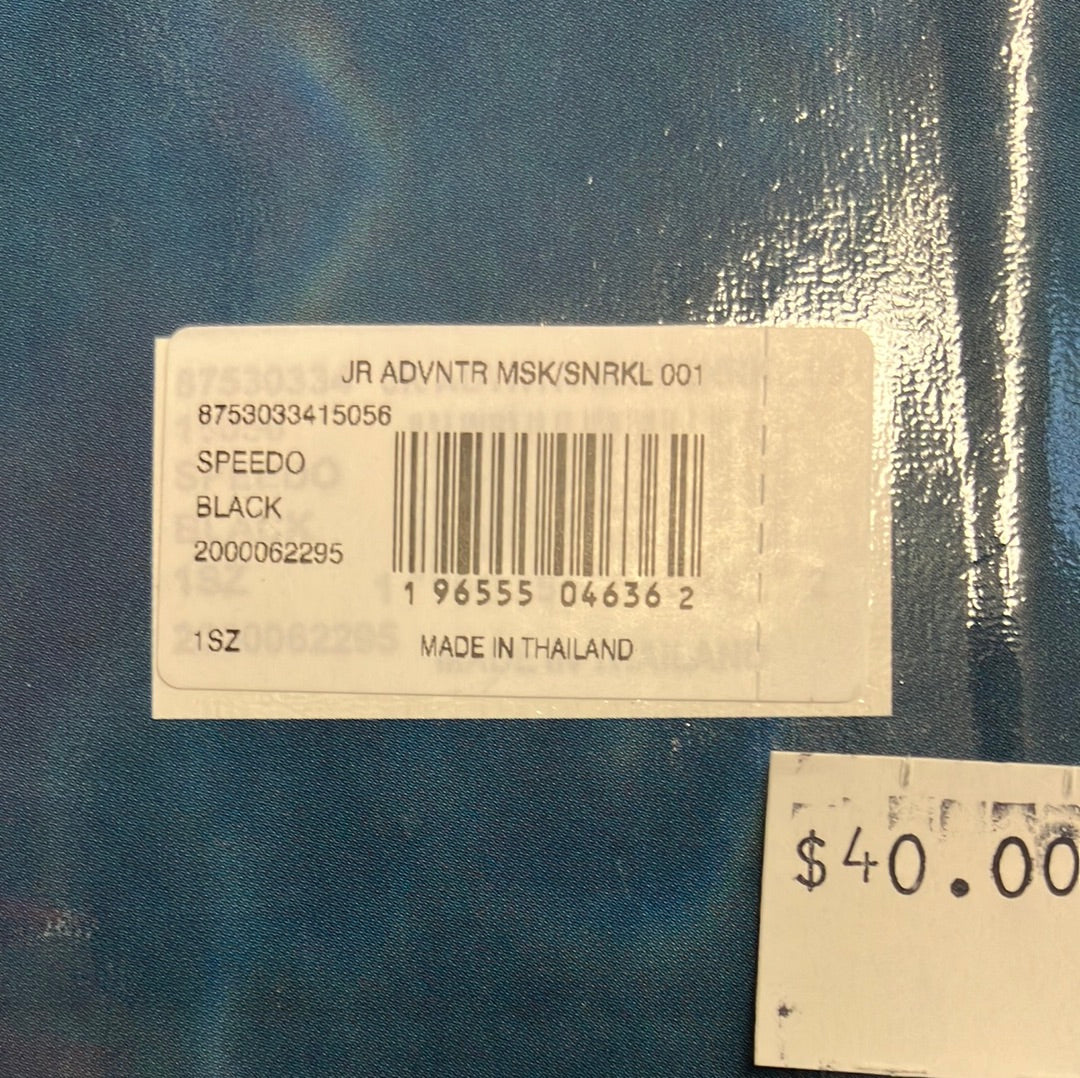 JR ADVNTR MSK/SNRKL 001
8753033415056
SPEEDO
BLACK
2000062295
1 96555 04636 2
1SZ
MADE IN THAILAND
$40.00